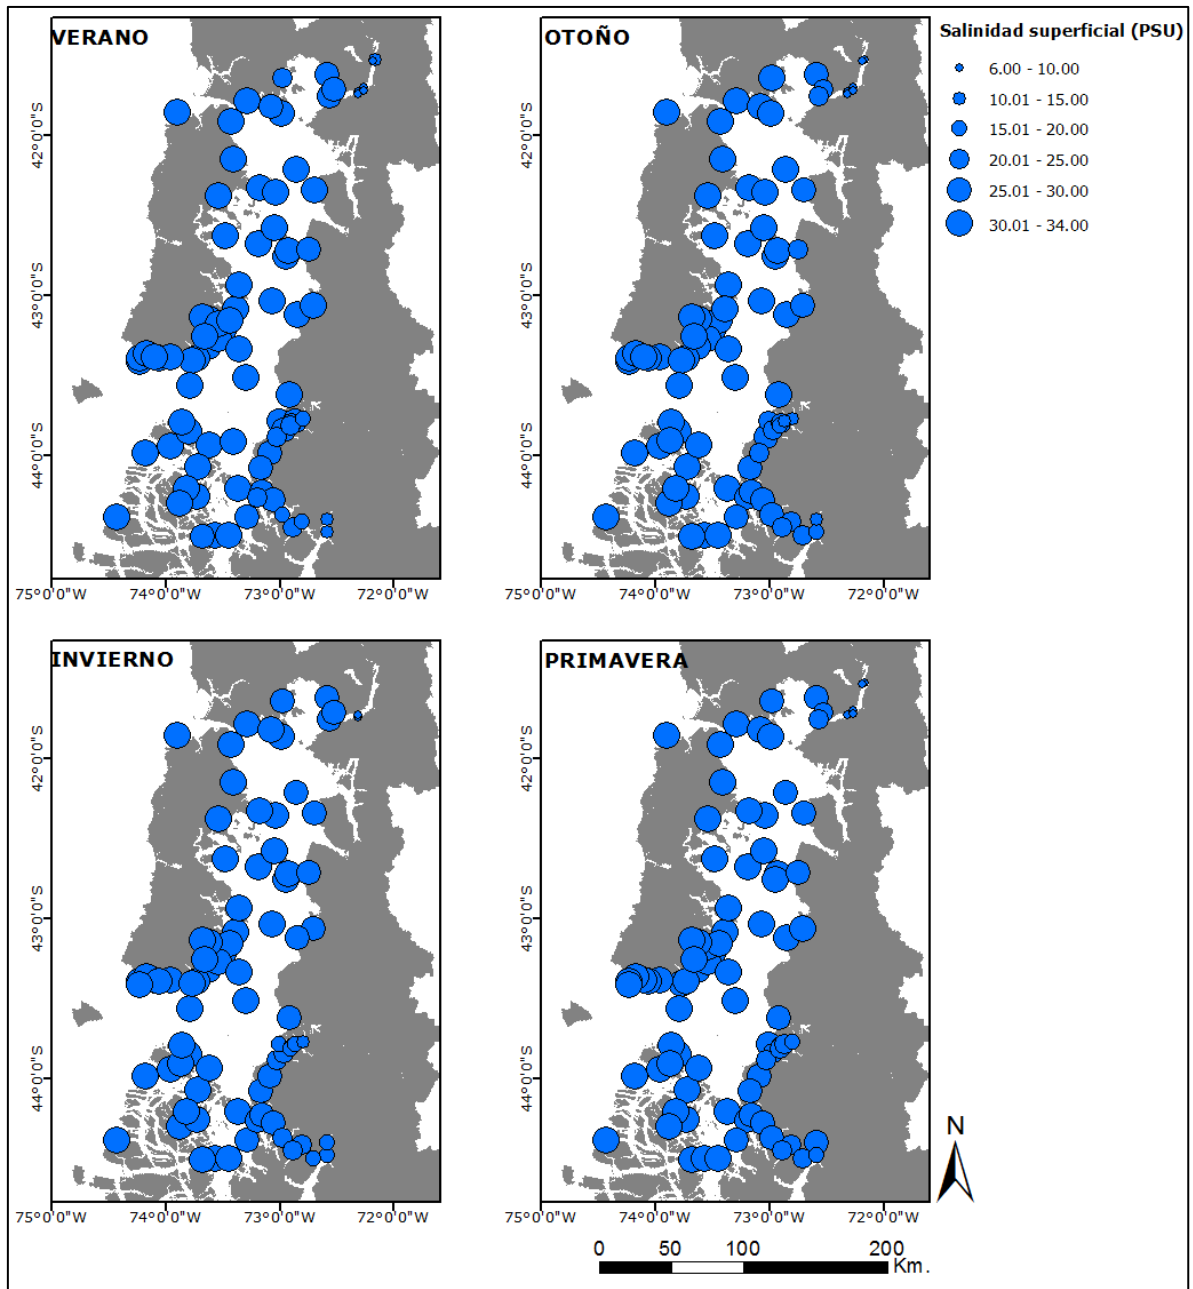 VERANO
42°0'0"S
43°0'0"S
44°0'0"S
75°0'0"W
74°0'0"W
73°0'0"W
72°0'0"W
OTOÑO
42°0'0"S
43°0'0"S
44°0'0"S
75°0'0"W
74°0'0"W
73°0'0"W
72°0'0"W
Salinidad superficial (PSU)
6.00 - 10.00
10.01 - 15.00
15.01 - 20.00
20.01 - 25.00
25.01 - 30.00
30.01 - 34.00
INVIERNO
42°0'0"S
43°0'0"S
44°0'0"S
75°0'0"W
74°0'0"W
73°0'0"W
72°0'0"W
PRIMAVERA
42°0'0"S
43°0'0"S
44°0'0"S
75°0'0"W
74°0'0"W
73°0'0"W
72°0'0"W
N
0 50 100 200
Km.